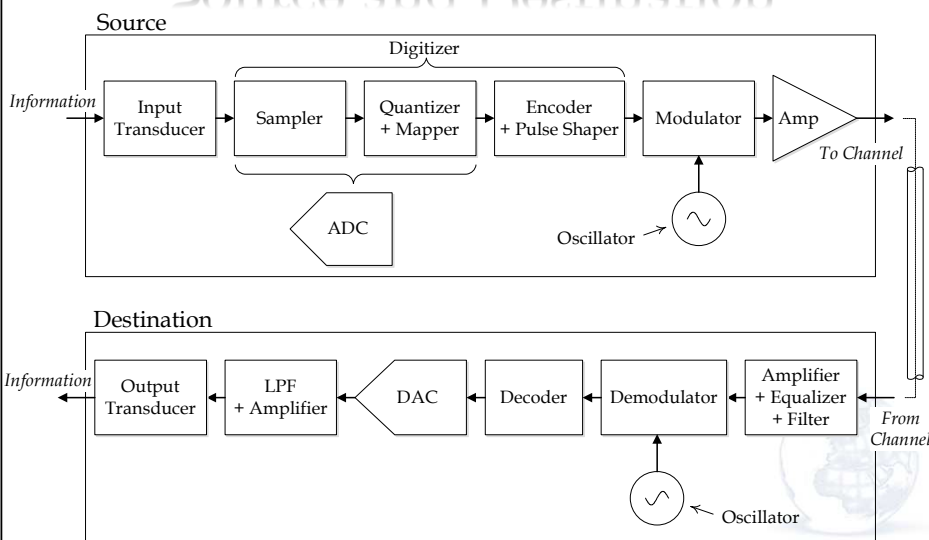 Source
Digitizer
Information
Input
Transducer
Sampler
Quantizer
+ Mapper
Encoder
+ Pulse Shaper
Modulator
Amp
To Channel
ADC
Oscillator
Destination
Information
Output
Transducer
LPF
+ Amplifier
DAC
Decoder
Demodulator
Amplifier
+ Equalizer
+ Filter
From
Channel
Oscillator